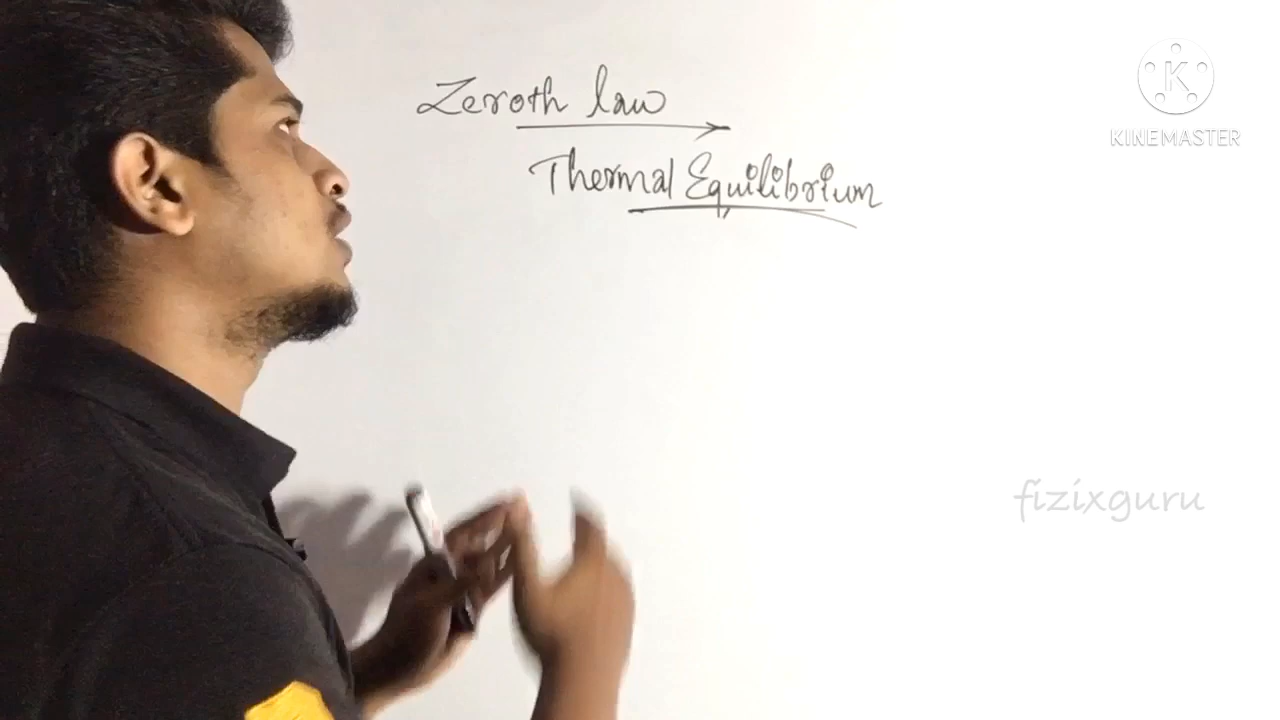 Zeroth law
Thermal Equilibrium
K
KINEMASTER
fizixguru